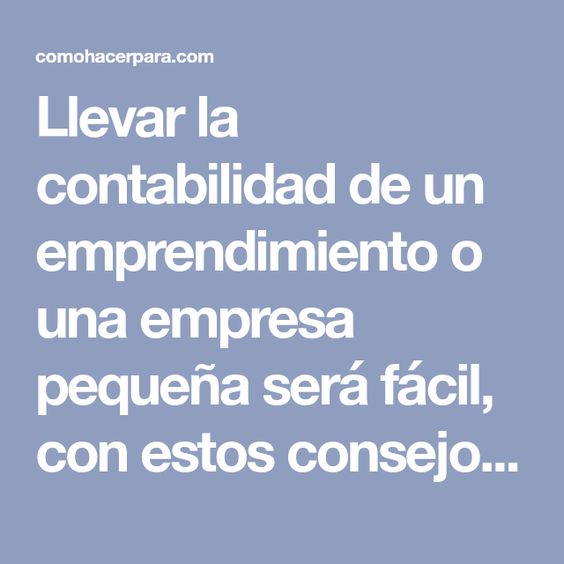 comohacerpara.com
Llevar la
contabilidad de un
emprendimiento o
una empresa
pequeña será fácil,
con estos consejo...